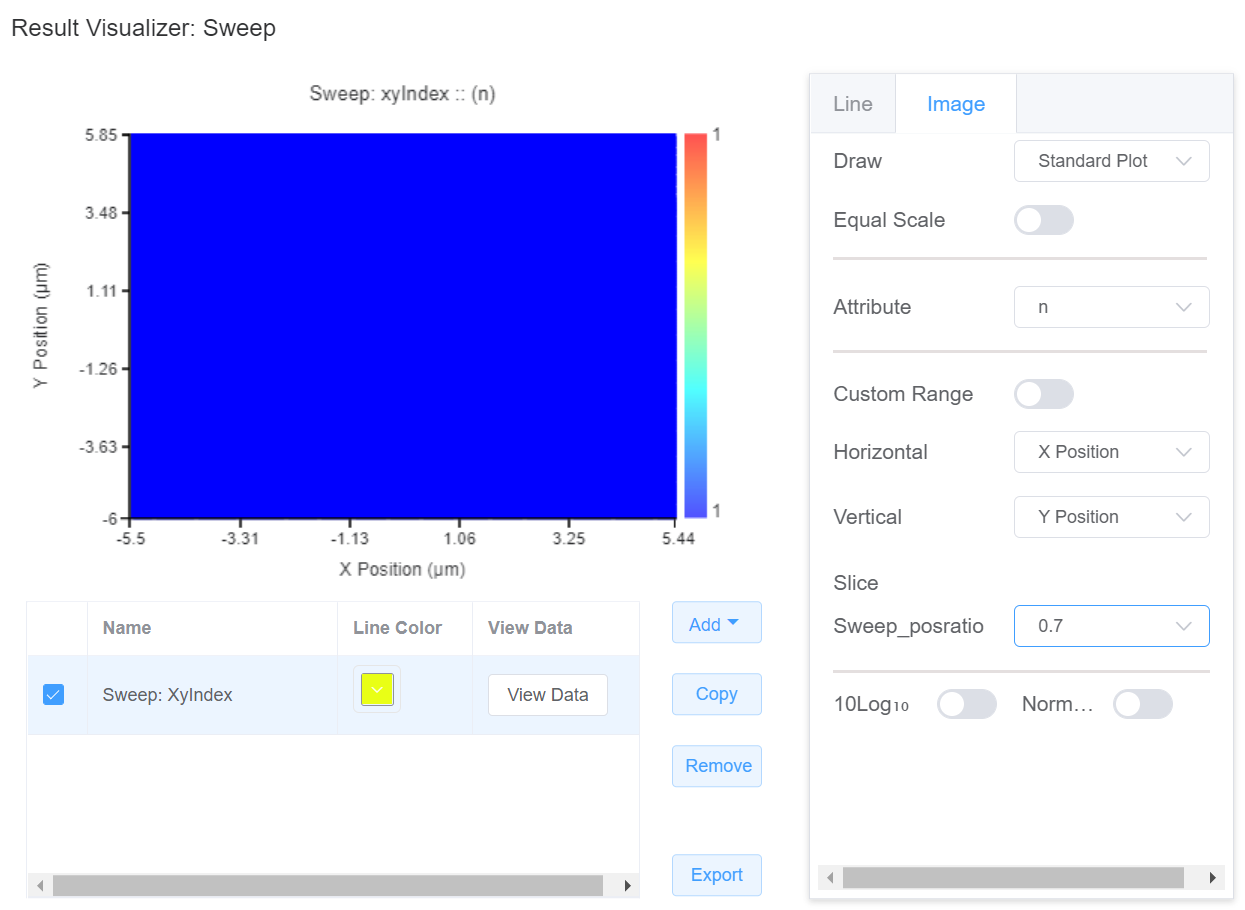 Result Visualizer: Sweep
Sweep: xyIndex :: (n)
5.85
3.48
1.11
-1.26
-3.63
-6
Y Position (µm)
-5.5 -3.31 -1.13 1.06 3.25 5.44
X Position (µm)
1
1
Name Line Color View Data
Sweep: XyIndex View Data
Add
Copy
Remove
Export
Line Image
Draw Standard Plot
Equal Scale
Attribute n
Custom Range
Horizontal X Position
Vertical Y Position
Slice
Sweep_posratio 0.7
10Log₁₀ Norm...